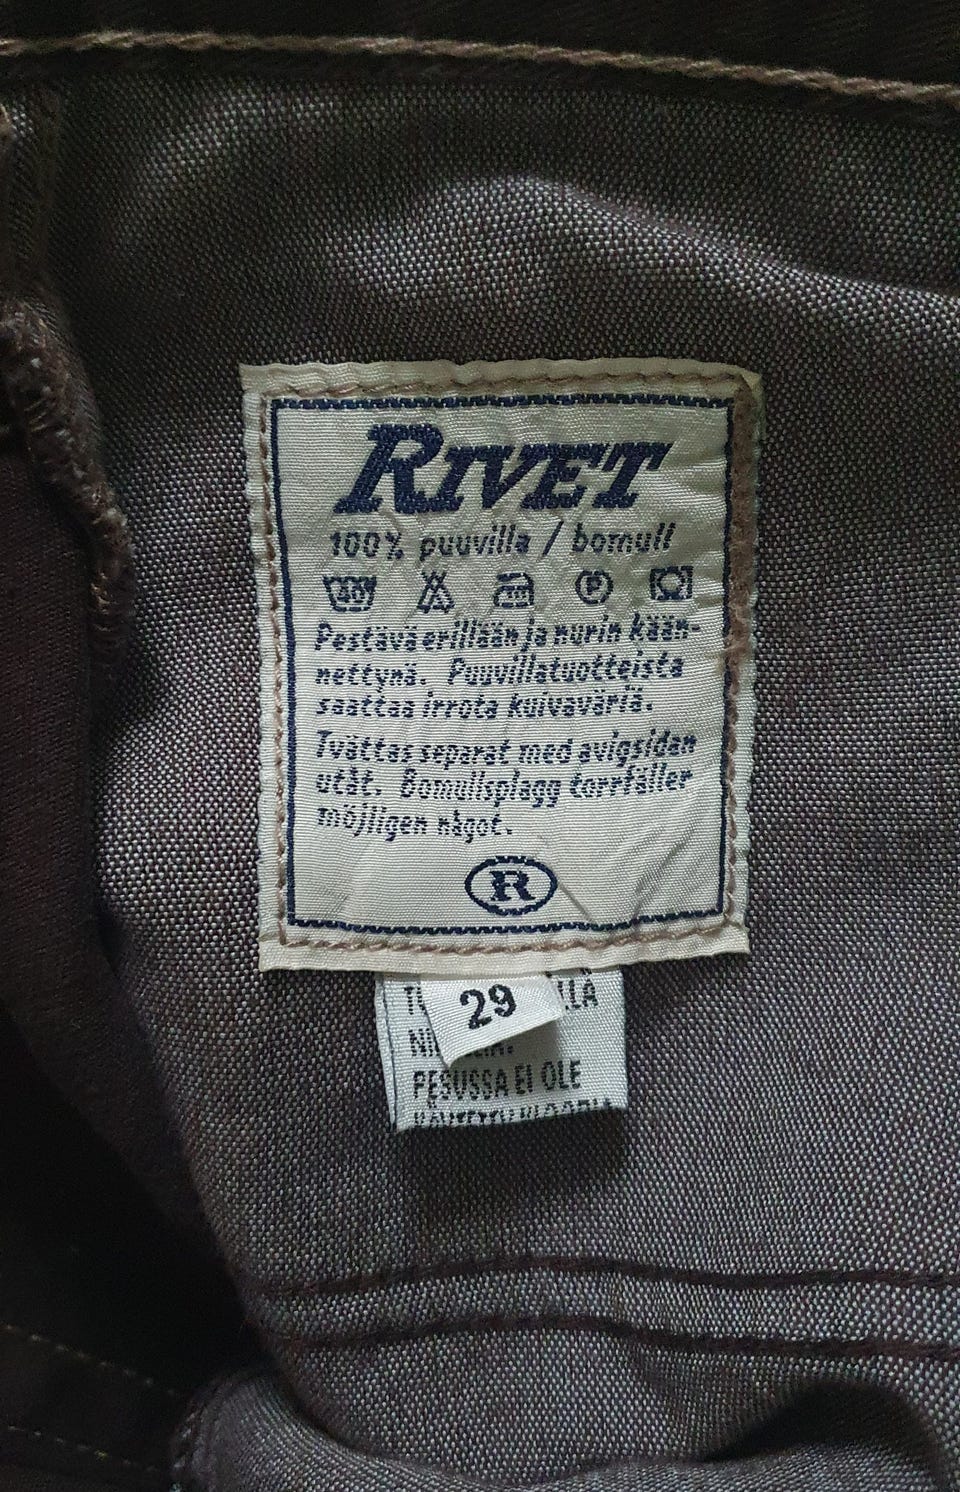 RIVET
100% puuvilla / bomull
40 P
Pestävä erillään ja nurin kään-
nettynä. Puuvillatuotteista
saattaa irrota kuivaväriä.
Tvättas separat med avigsidan
utåt. Bomullsplagg torrfäller
möjligen något.
R
29
PESUSSA EI OLE